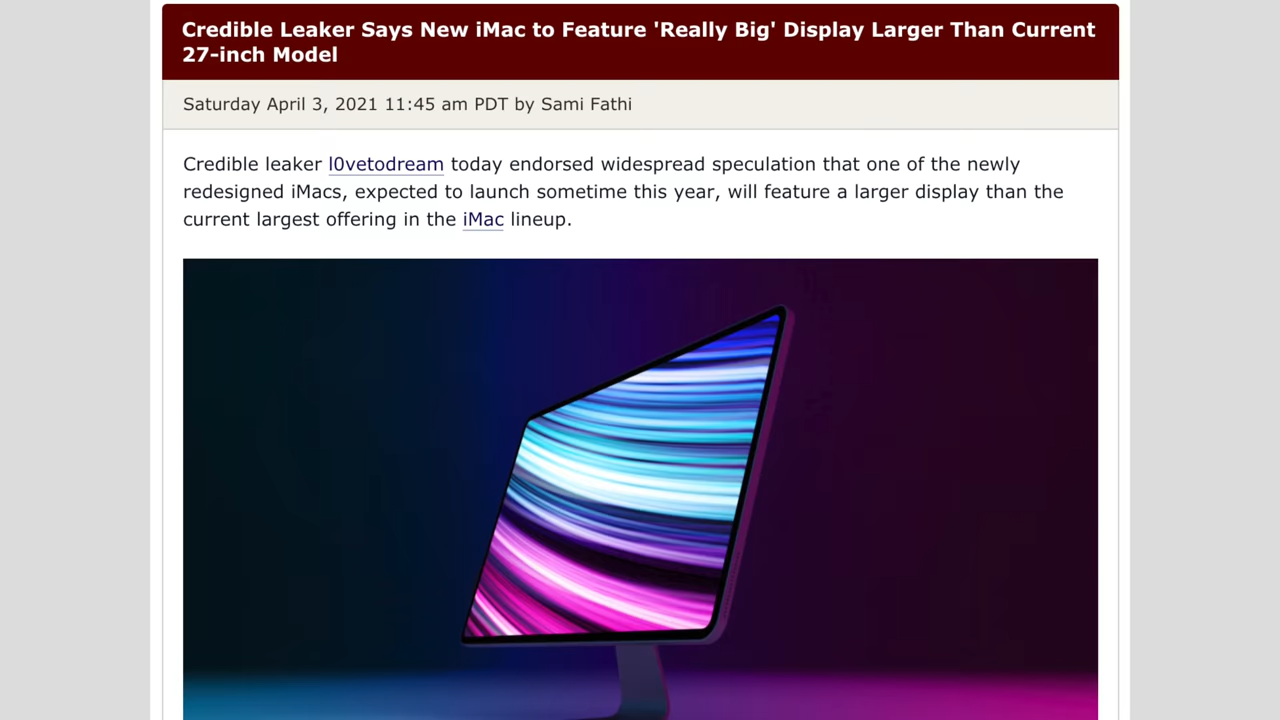 Credible Leaker Says New iMac to Feature 'Really Big' Display Larger Than Current
27-inch Model
Saturday April 3, 2021 11:45 am PDT by Sami Fathi
Credible leaker l0vetodream today endorsed widespread speculation that one of the newly
redesigned iMacs, expected to launch sometime this year, will feature a larger display than the
current largest offering in the iMac lineup.